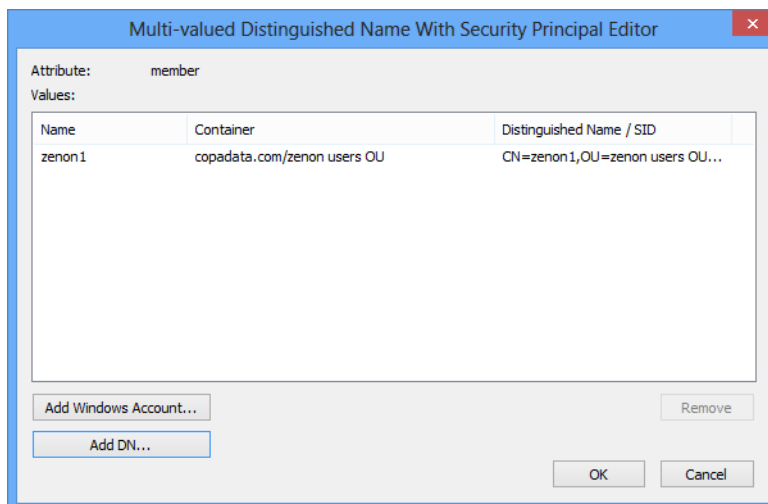 Multi-valued Distinguished Name With Security Principal Editor
Attribute: member
Values:
Name Container Distinguished Name / SID
zenon1 copadata.com/zenon users OU CN=zenon1,OU=zenon users OU...
Add Windows Account... Remove
Add DN...
OK Cancel